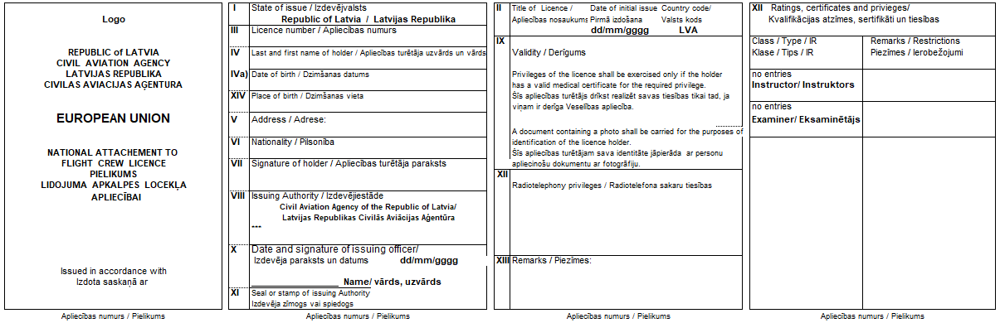 Logo
REPUBLIC of LATVIA
CIVIL AVIATION AGENCY
LATVIJAS REPUBLIKA
CIVILAS AVIACIJAS AĢENTURA
EUROPEAN UNION
NATIONAL ATTACHEMENT TO
FLIGHT CREW LICENCE
PIELIKUMS
LIDOJUMA APKALPES LOCEKĻA
APLIECĪBAI
Issued in accordance with
Izdota saskaņā ar
Apliecības numurs / Pielikums
I State of issue / Izdevējvalsts
Republic of Latvia / Latvijas Republika
III Licence number / Apliecības numurs
IV Last and first name of holder / Apliecības turētāja uzvārds un vārds
IVa) Date of birth / Dzimšanas datums
XIV Place of birth / Dzimšanas vieta
V Address / Adrese:
VI Nationality / Pilsonība
VII Signature of holder / Apliecības turētāja paraksts
VIII Issuing Authority / Izdevējiestāde
Civil Aviation Agency of the Republic of Latvia/
Latvijas Republikas Civilās Aviācijas Aģentūra
***
X Date and signature of issuing officer/
Izdevēja paraksts un datums dd/mm/gggg
___________________ Name/ vārds, uzvārds
XI Seal or stamp of issuing Authority
Izdevēja zīmogs vai spiedogs
Apliecības numurs / Pielikums
II Title of Licence / Date of initial issue Country code/
Apliecības nosaukums Pirmā izdošana Valsts kods
dd/mm/gggg LVA
IX
Validity / Derīgums
Privileges of the licence shall be exercised only if the holder
has a valid medical certificate for the required privilege.
Šīs apliecības turētājs drīkst realizēt savas tiesības tikai tad, ja
viņam ir derīga Veselības apliecība.
A document containing a photo shall be carried for the purposes of
identification of the licence holder.
Šīs apliecības turētājam sava identitāte jāpierāda ar personu
apliecinošu dokumentu ar fotogrāfiju.
XII
Radiotelephony privileges / Radiotelefona sakaru tiesības
XIII Remarks / Piezīmes:
Apliecības numurs / Pielikums
XII Ratings, certificates and privieges/
Kvalifikācijas atzīmes, sertifikāti un tiesības
Class / Type / IR Remarks / Restrictions
Klase / Tips / IR Piezīmes / Ierobežojumi
no entries
Instructor/ Instruktors
no entries
Examiner/ Eksaminētājs
Apliecības numurs / Pielikums